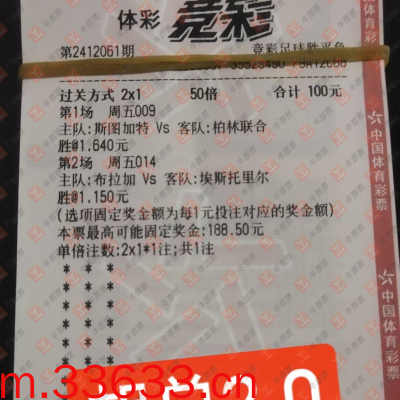 体彩 竞彩
第2412061期 竞彩足球胜平负
过关方式 2x1 50倍 合计 100元
第1场 周五009
主队:斯图加特 Vs 客队:柏林联合
胜@1.640元
第2场 周五014
主队:布拉加 Vs 客队:埃斯托里尔
胜@1.150元
(选项固定奖金额为每1元投注对应的奖金额)
本票最高可能固定奖金:188.50元
单倍注数:2x1*1注;共1注
* * *
* * *
* * *
* * *
* * *
* * *
中国体育彩票
中国体育彩票
m.33633.cn